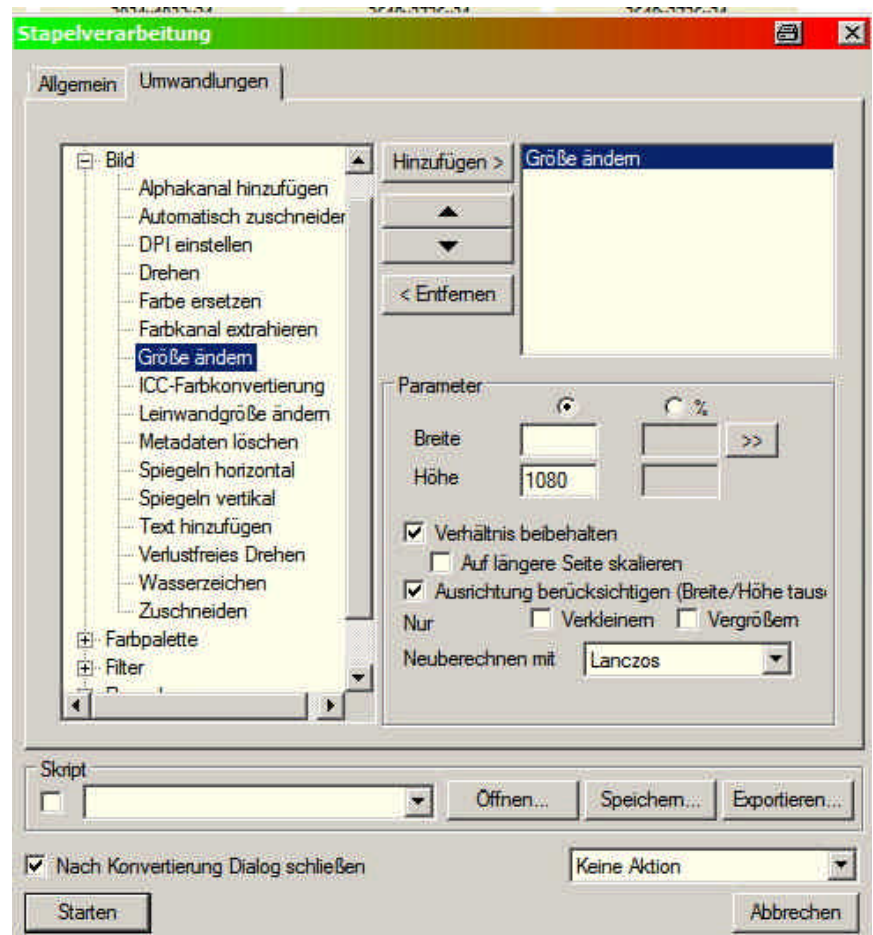 Stapelverarbeitung
Allgemein
Umwandlungen
Bild
Alphakanal hinzufügen
Automatisch zuschneider
DPI einstellen
Drehen
Farbe ersetzen
Farbkanal extrahieren
Größe ändern
ICC-Farbkonvertierung
Leinwandgröße ändern
Metadaten löschen
Spiegeln horizontal
Spiegeln vertikal
Text hinzufügen
Verlustfreies Drehen
Wasserzeichen
Zuschneiden
Farbpalette
Filter
Hinzufügen >
< Entfernen
Größe ändern
Parameter
%
Breite
>>
Höhe
1080
Verhältnis beibehalten
Auf längere Seite skalieren
Ausrichtung berücksichtigen (Breite/Höhe taus
Nur Verkleinern Vergrößern
Neuberechnen mit Lanczos
Skript
Öffnen... Speichern... Exportieren...
Nach Konvertierung Dialog schließen
Keine Aktion
Starten
Abbrechen